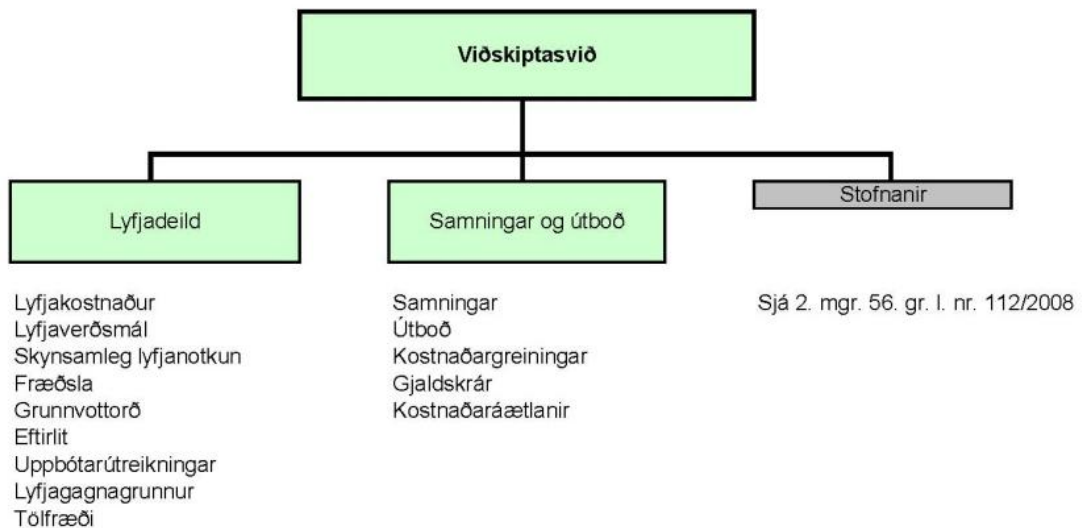 Viðskiptasvið
Lyfjadeild
Samningar og útboð
Stofnanir
Lyfjakostnaður
Lyfjaverðsmál
Skynsamleg lyfjanotkun
Fræðsla
Grunnvottorð
Eftirlit
Uppbótarútreikningar
Lyfjagagnagrunnur
Tölfræði
Samningar
Útboð
Kostnaðargreiningar
Gjaldskrár
Kostnaðaráætlanir
Sjá 2. mgr. 56. gr. l. nr. 112/2008